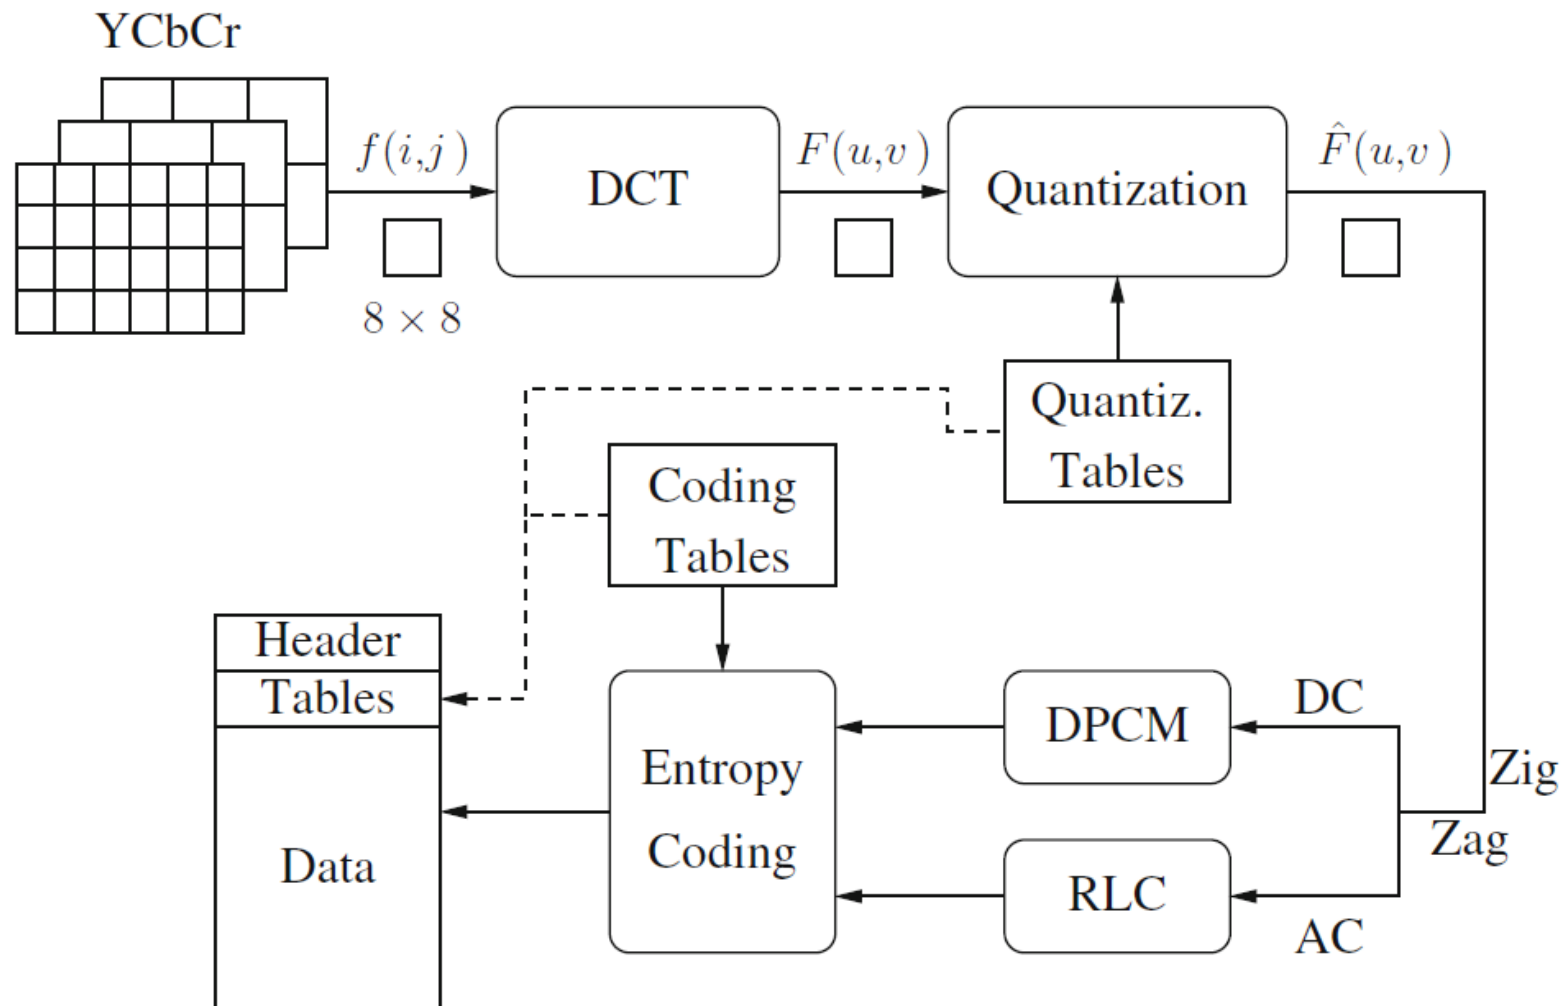 YCbCr
f(i,j)
8 × 8
DCT
F(u,v)
Quantization
F̂(u,v)
Quantiz.
Tables
Coding
Tables
Header
Tables
Data
Entropy
Coding
DPCM
DC
RLC
AC
Zig
Zag